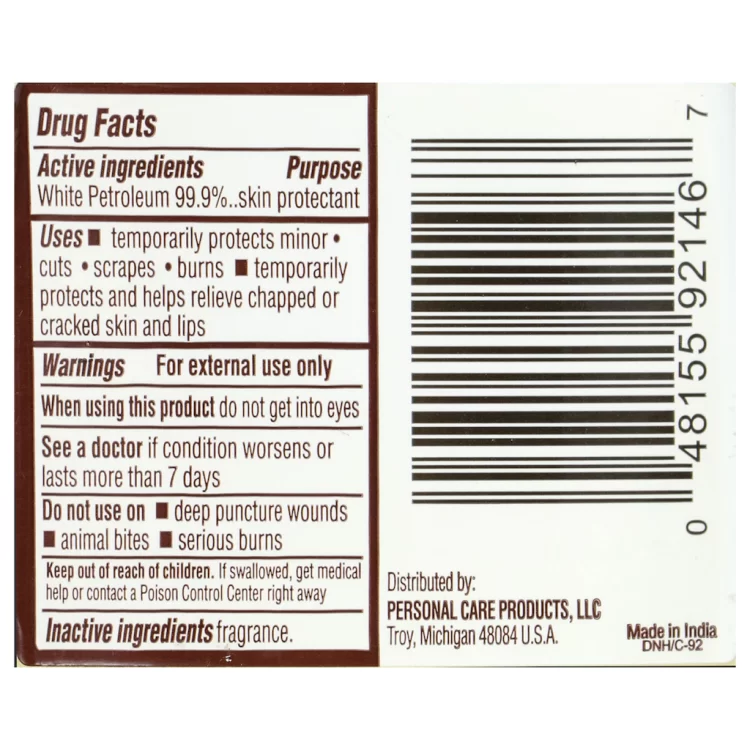 Drug Facts
Active ingredients Purpose
White Petroleum 99.9%..skin protectant
Uses ■ temporarily protects minor •
cuts • scrapes • burns ■ temporarily
protects and helps relieve chapped or
cracked skin and lips
Warnings For external use only
When using this product do not get into eyes
See a doctor if condition worsens or
lasts more than 7 days
Do not use on ■ deep puncture wounds
■ animal bites ■ serious burns
Keep out of reach of children. If swallowed, get medical
help or contact a Poison Control Center right away
Inactive ingredients fragrance.
0 48155 92146 7
Distributed by:
PERSONAL CARE PRODUCTS, LLC
Troy, Michigan 48084 U.S.A.
Made in India
DNH/C-92